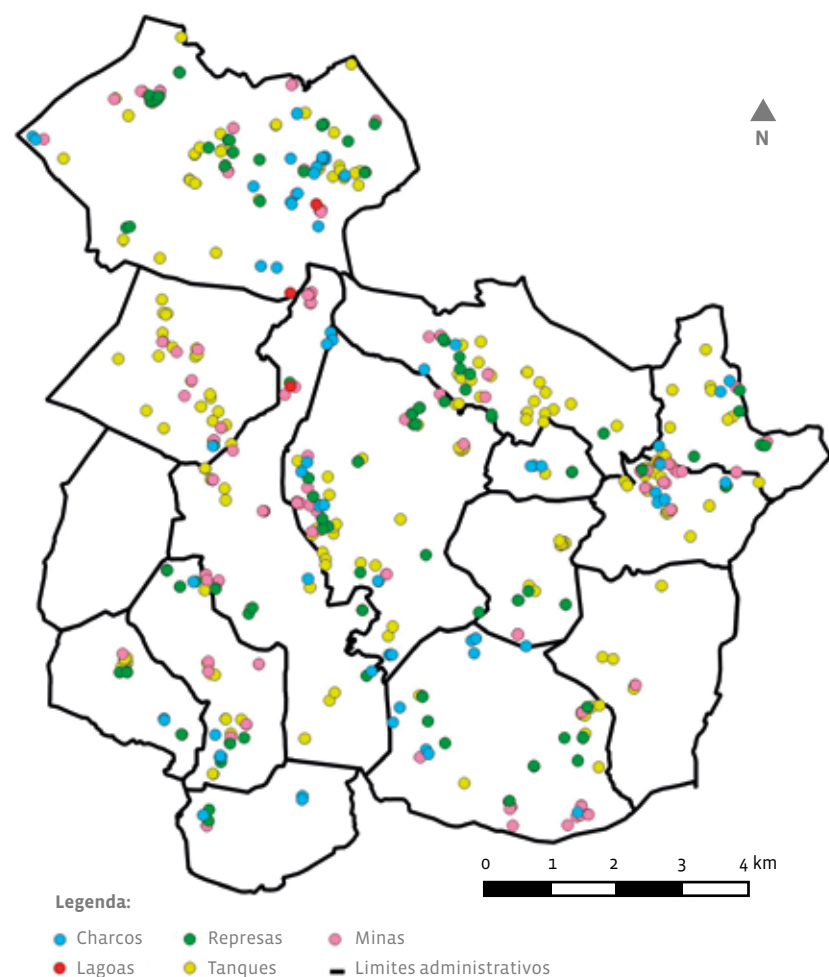 N
0 1 2 3 4 km
Legenda:
Charcos Represas Minas
Lagoas Tanques Limites administrativos